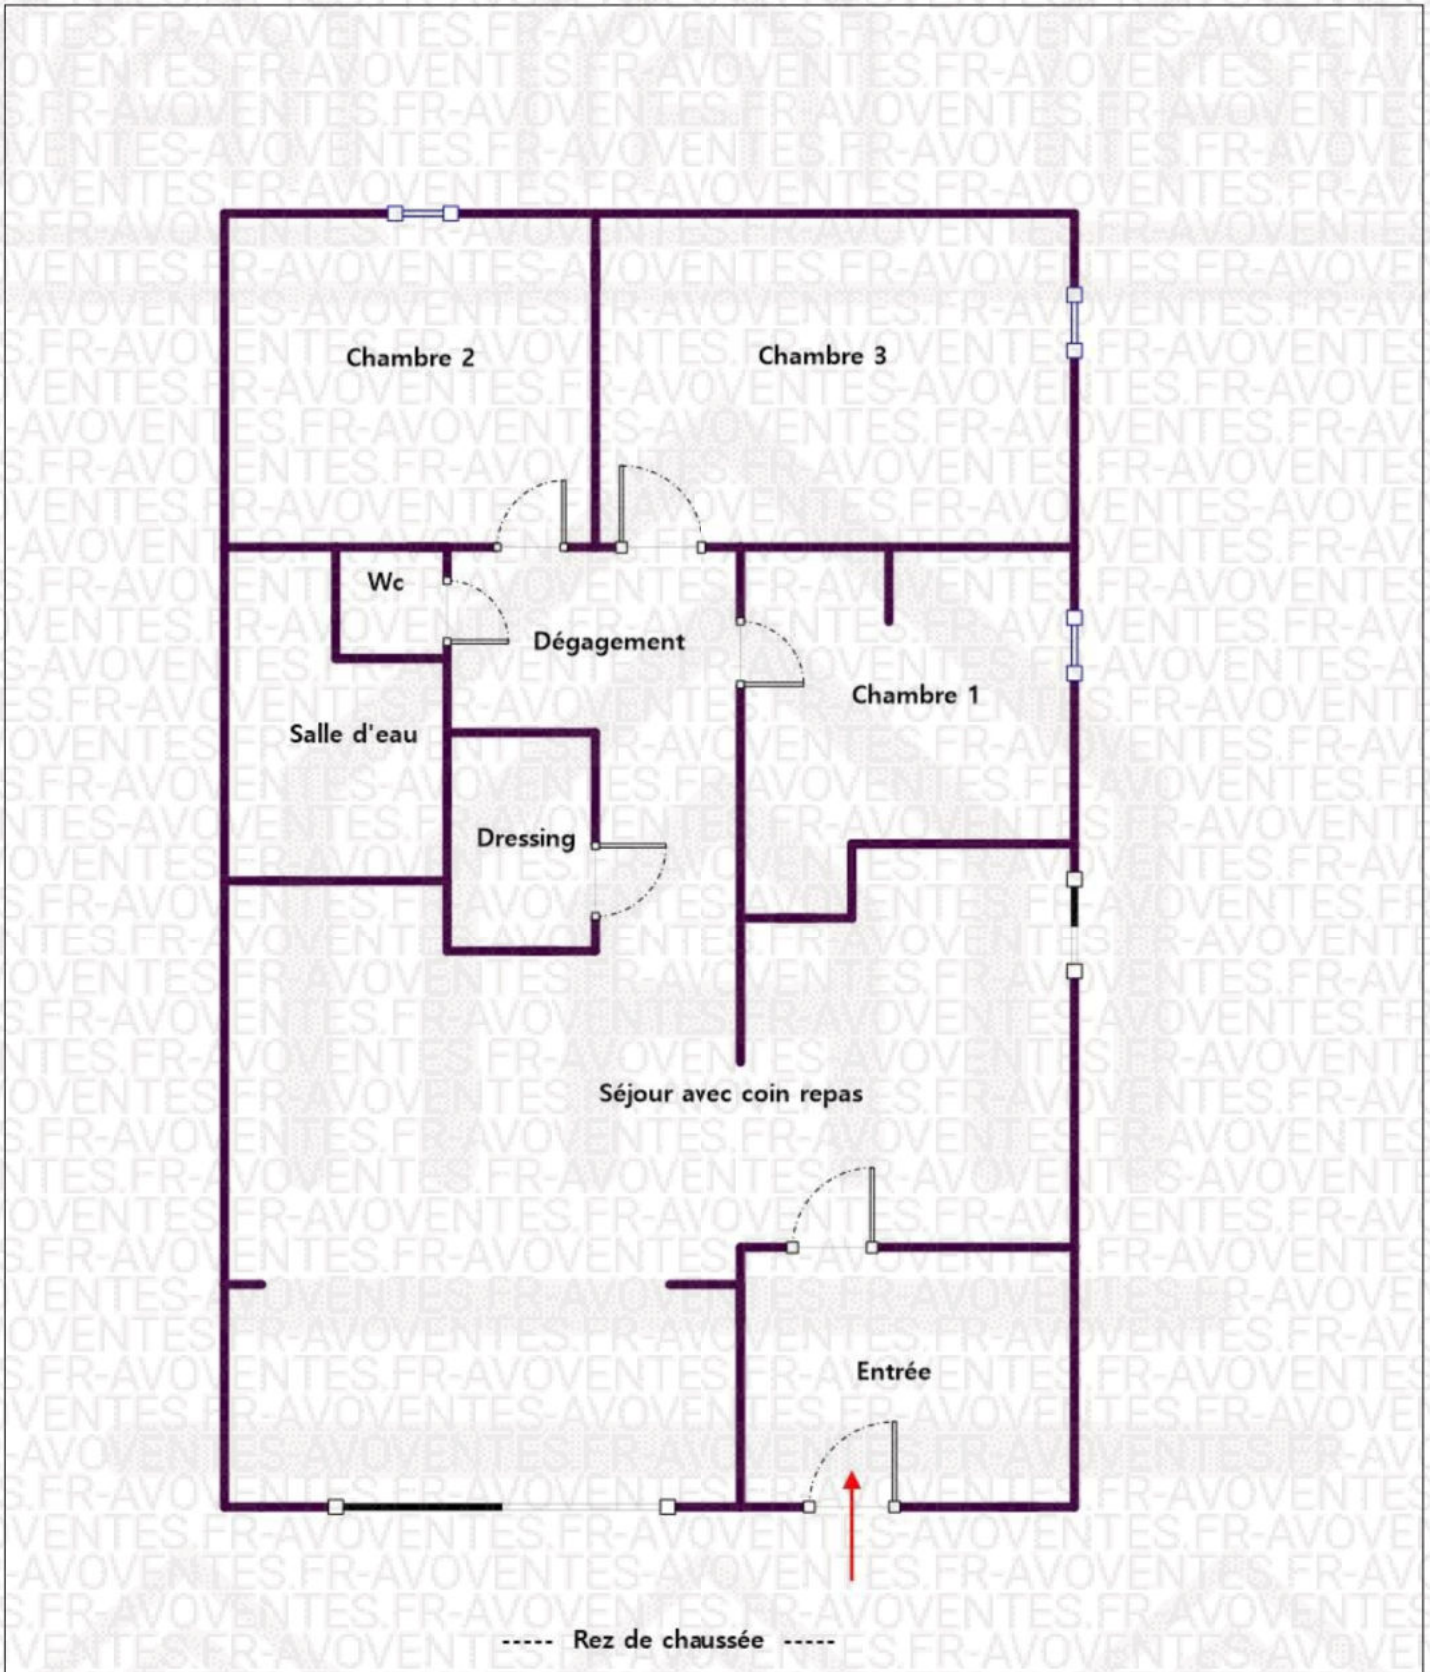 Chambre 2
Chambre 3
Wc
Dégagement
Chambre 1
Salle d'eau
Dressing
Séjour avec coin repas
Entrée
----- Rez de chaussée -----